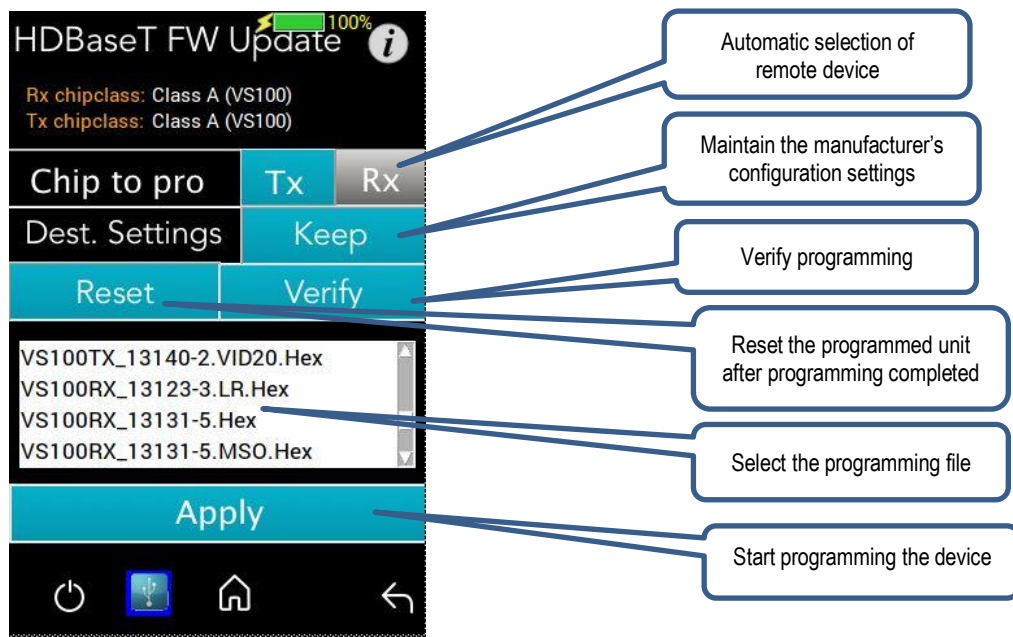 100%
HDBaseT FW Update
i
Rx chipclass: Class A (VS100)
Tx chipclass: Class A (VS100)
Chip to pro Tx Rx
Dest. Settings Keep
Reset Verify
VS100TX_13140-2.VID20.Hex
VS100RX_13123-3.LR.Hex
VS100RX_13131-5.Hex
VS100RX_13131-5.MSO.Hex
Apply
Automatic selection of
remote device
Maintain the manufacturer's
configuration settings
Verify programming
Reset the programmed unit
after programming completed
Select the programming file
Start programming the device